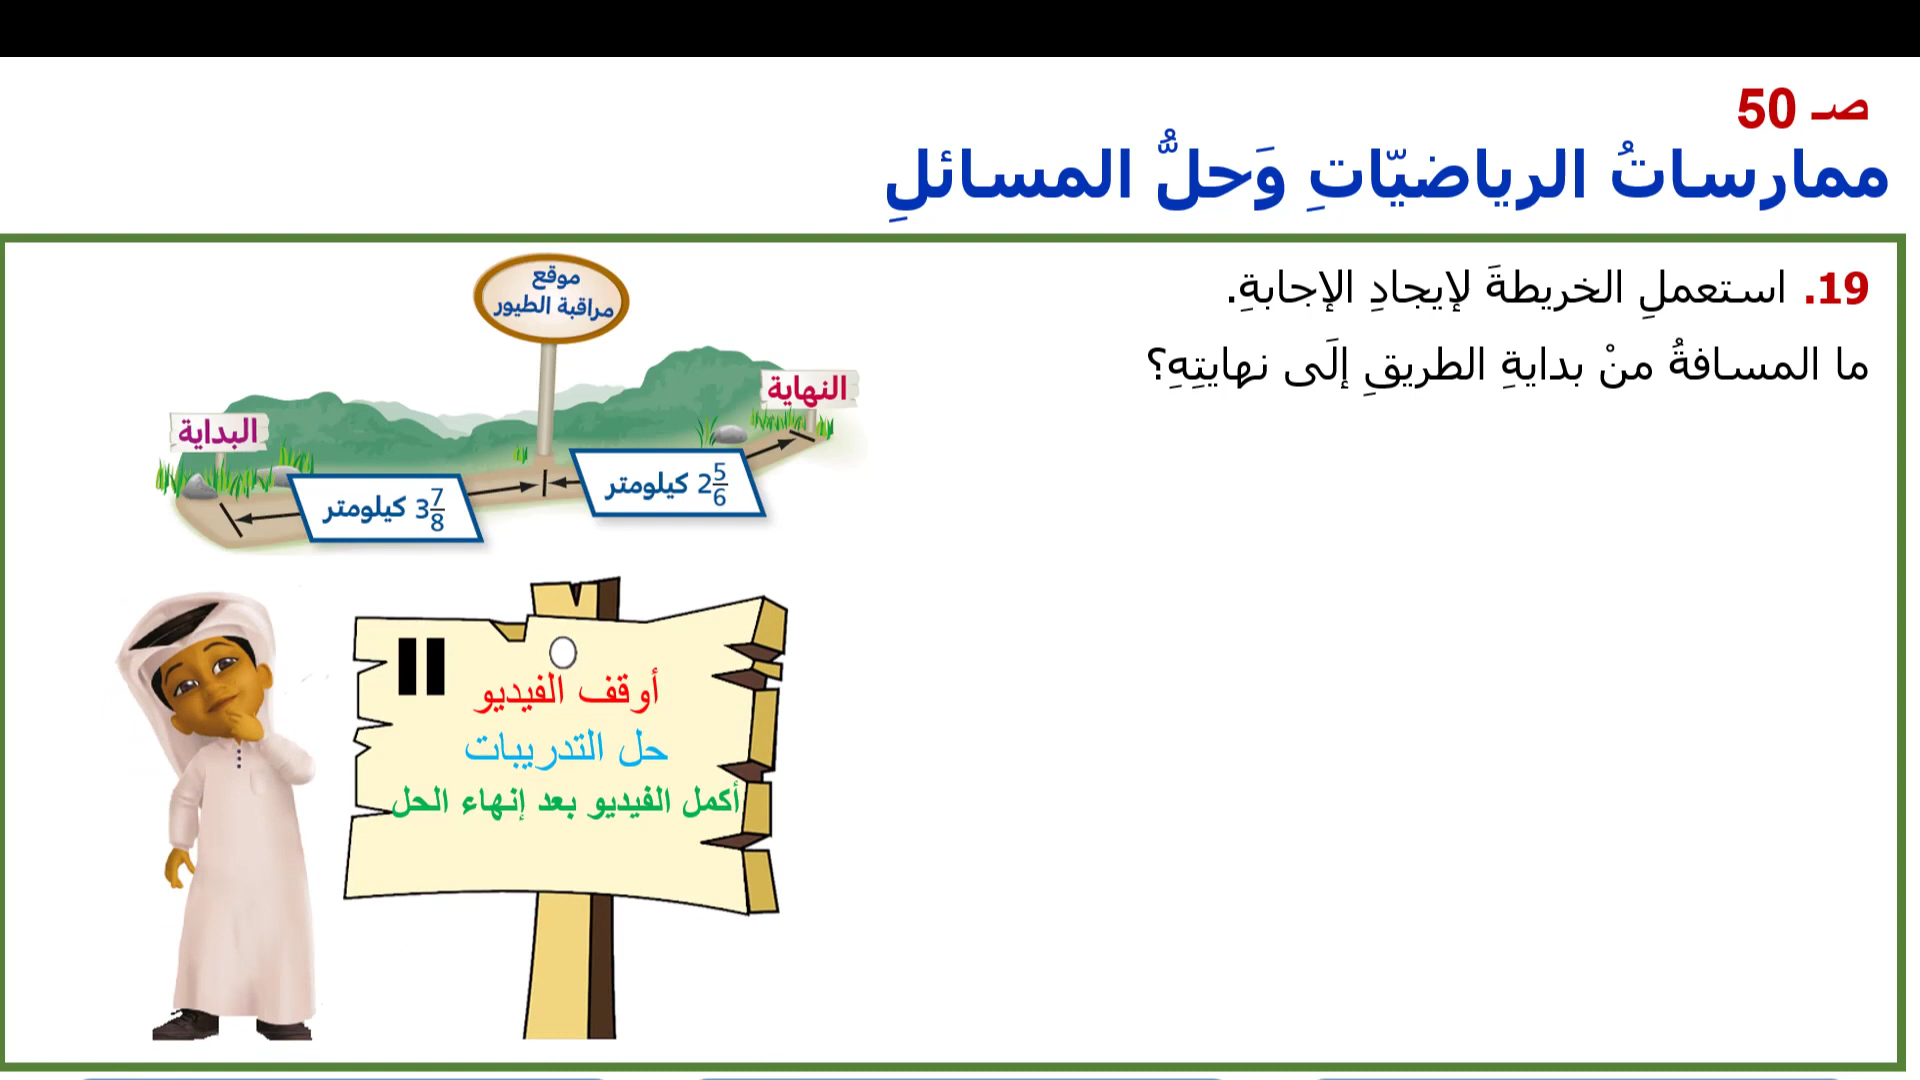 صـ 50
ممارساتُ الرياضيّاتِ وَحلُّ المسائلِ
19. استعملِ الخريطةَ لإيجادِ الإجابةِ.
ما المسافةُ منْ بدايةِ الطريقِ إلَى نهايتِهِ؟
موقع
مراقبة الطيور
النهاية
البداية
2 5/6 كيلومتر
3 7/8 كيلومتر
أوقف الفيديو
حل التدريبات
أكمل الفيديو بعد إنهاء الحل